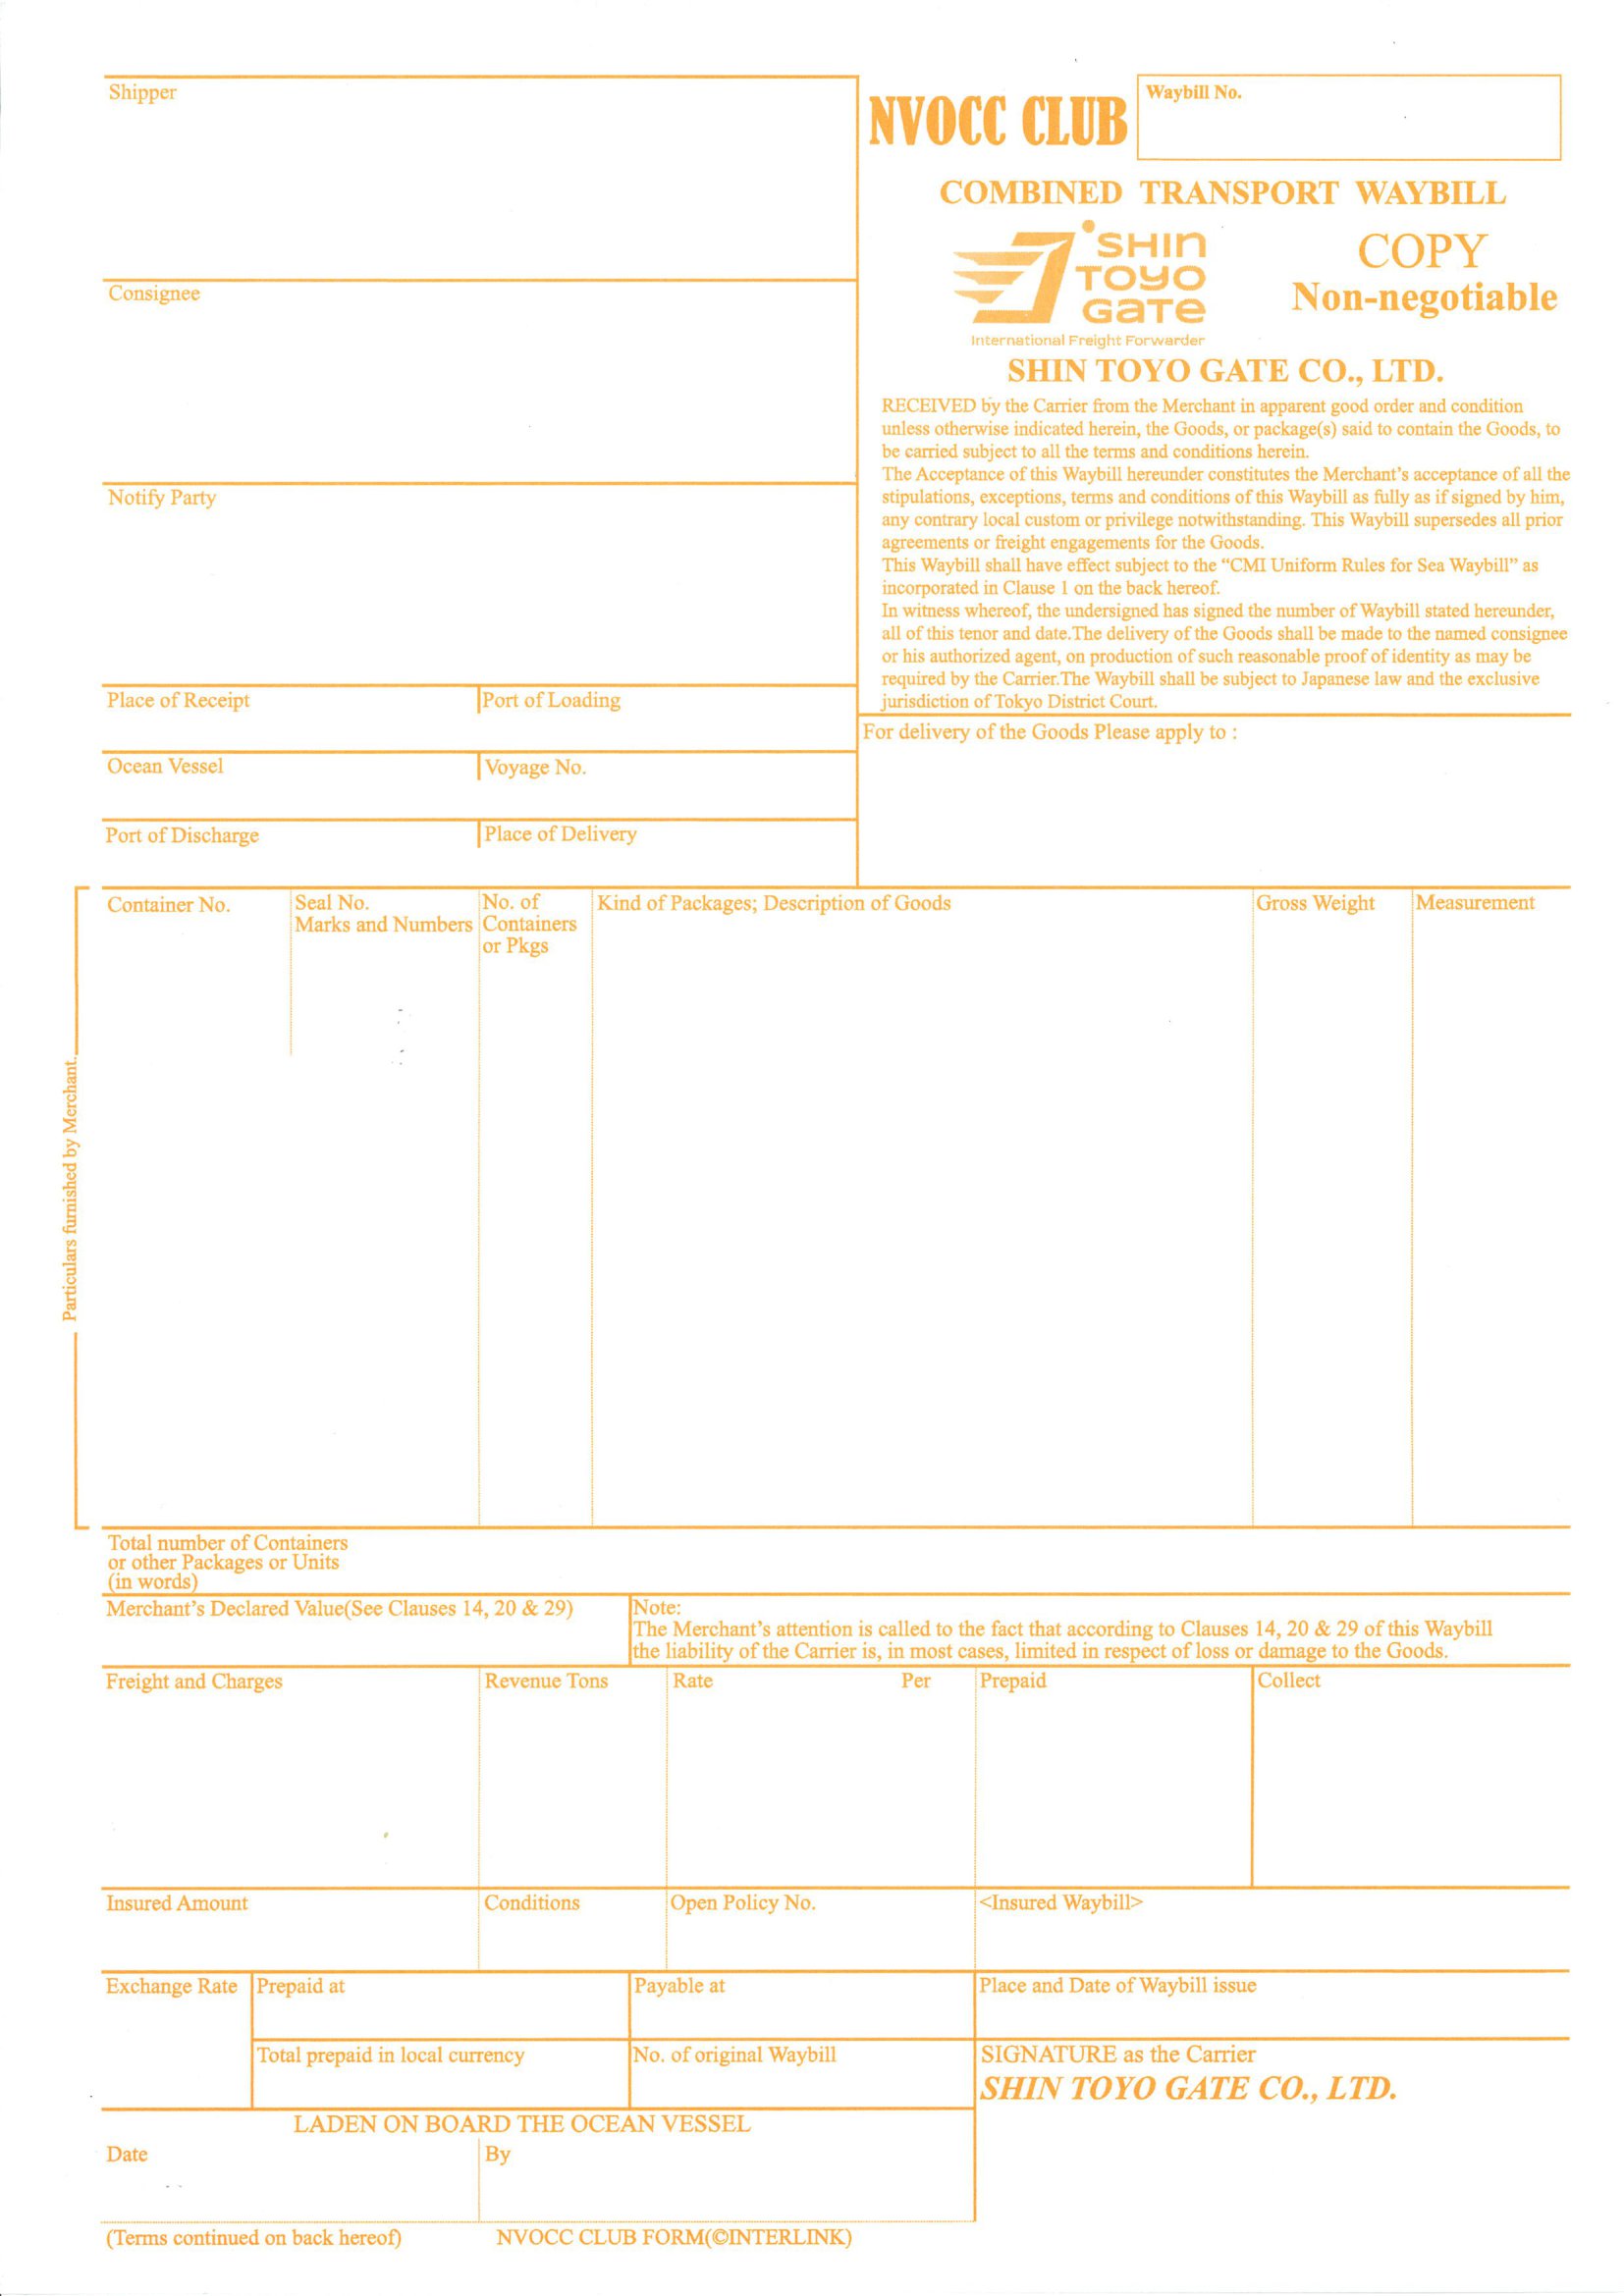 Shipper
NVOCC CLUB
Waybill No.
COMBINED TRANSPORT WAYBILL
SHIN
TOYO
GATE
International Freight Forwarder
COPY
Non-negotiable
SHIN TOYO GATE CO., LTD.
Consignee
RECEIVED by the Carrier from the Merchant in apparent good order and condition
unless otherwise indicated herein, the Goods, or package(s) said to contain the Goods, to
be carried subject to all the terms and conditions herein.
The Acceptance of this Waybill hereunder constitutes the Merchant's acceptance of all the
stipulations, exceptions, terms and conditions of this Waybill as fully as if signed by him,
any contrary local custom or privilege notwithstanding. This Waybill supersedes all prior
agreements or freight engagements for the Goods.
This Waybill shall have effect subject to the “CMI Uniform Rules for Sea Waybill” as
incorporated in Clause 1 on the back hereof.
In witness whereof, the undersigned has signed the number of Waybill stated hereunder,
all of this tenor and date.The delivery of the Goods shall be made to the named consignee
or his authorized agent, on production of such reasonable proof of identity as may be
required by the Carrier.The Waybill shall be subject to Japanese law and the exclusive
jurisdiction of Tokyo District Court.
Notify Party
Place of Receipt
Port of Loading
For delivery of the Goods Please apply to :
Ocean Vessel
Voyage No.
Port of Discharge
Place of Delivery
Container No.
Seal No.
Marks and Numbers
No. of
Containers
or Pkgs
Kind of Packages; Description of Goods
Gross Weight
Measurement
Particulars furnished by Merchant.
Total number of Containers
or other Packages or Units
(in words)
Merchant's Declared Value(See Clauses 14, 20 & 29)
Note:
The Merchant's attention is called to the fact that according to Clauses 14, 20 & 29 of this Waybill
the liability of the Carrier is, in most cases, limited in respect of loss or damage to the Goods.
Freight and Charges
Revenue Tons
Rate
Per
Prepaid
Collect
Insured Amount
Conditions
Open Policy No.
<Insured Waybill>
Exchange Rate
Prepaid at
Payable at
Place and Date of Waybill issue
Total prepaid in local currency
No. of original Waybill
SIGNATURE as the Carrier
SHIN TOYO GATE CO., LTD.
LADEN ON BOARD THE OCEAN VESSEL
Date
By
(Terms continued on back hereof)
NVOCC CLUB FORM(©INTERLINK)